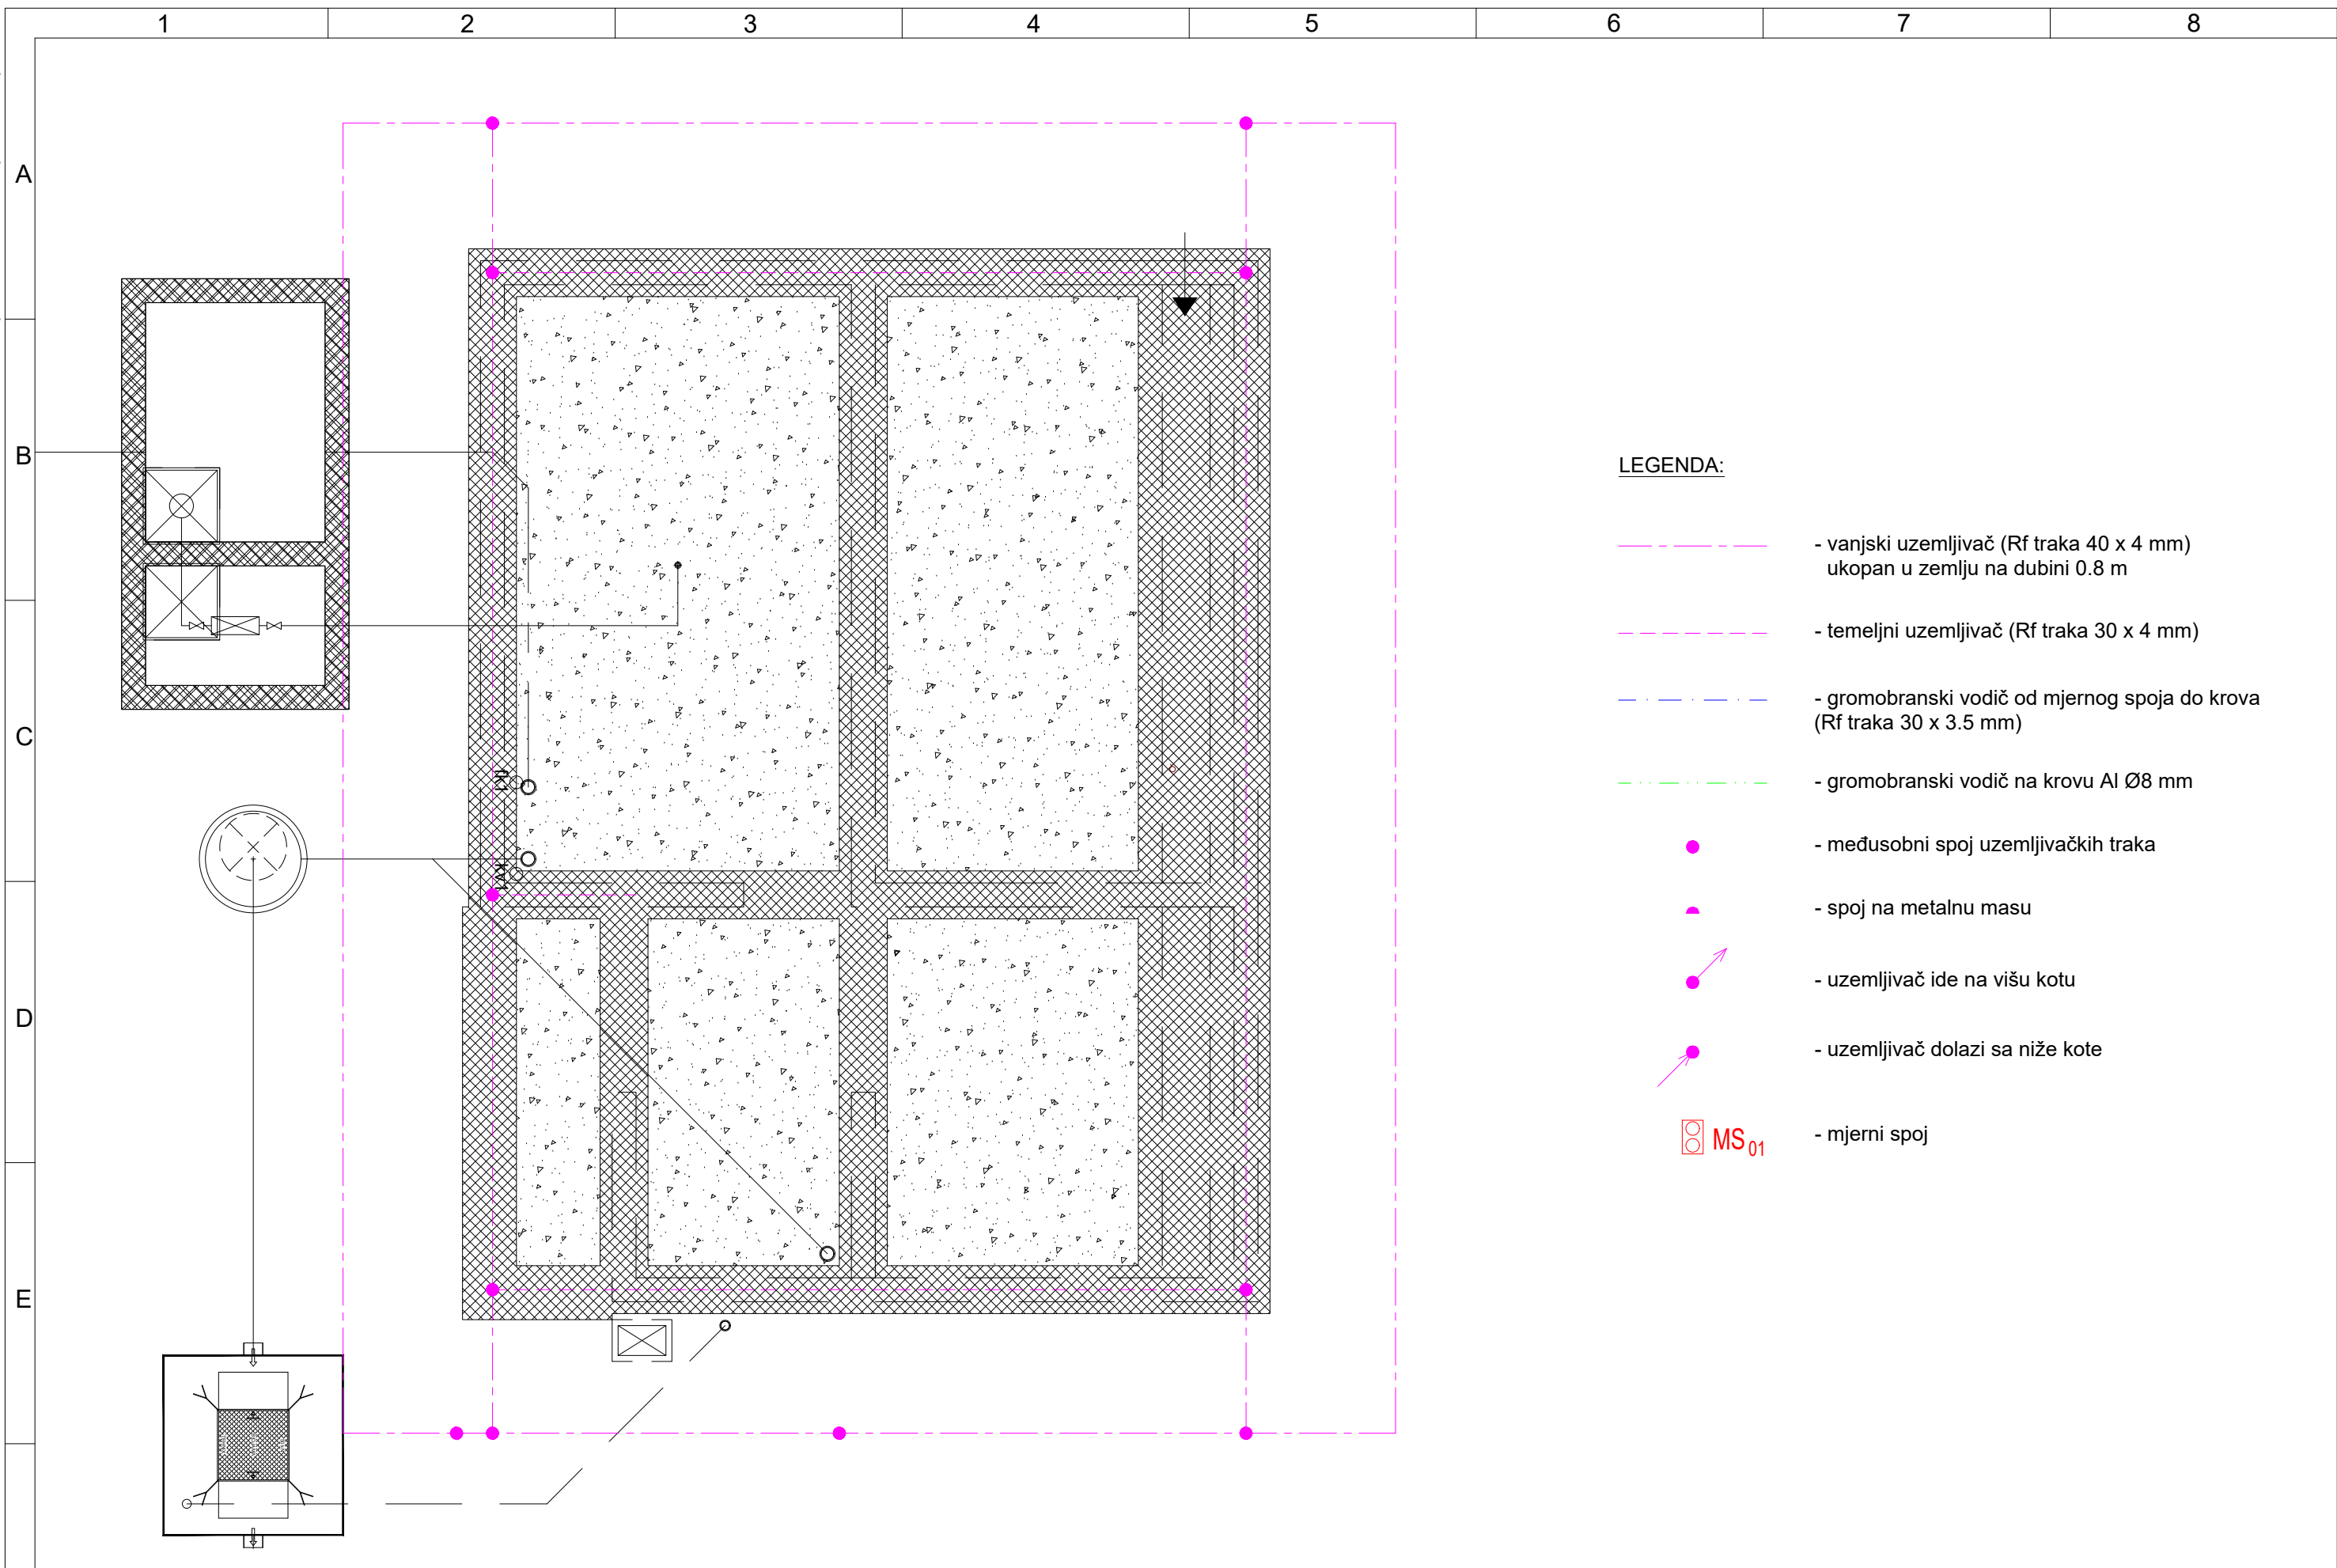 1 2 3 4 5 6 7 8
A
B
LEGENDA:
- vanjski uzemljivač (Rf traka 40 x 4 mm)
ukopan u zemlju na dubini 0.8 m
- temeljni uzemljivač (Rf traka 30 x 4 mm)
- gromobranski vodič od mjernog spoja do krova
(Rf traka 30 x 3.5 mm)
C
- gromobranski vodič na krovu Al Ø8 mm
- međusobni spoj uzemljivačkih traka
KV1
- spoj na metalnu masu
- uzemljivač ide na višu kotu
D
- uzemljivač dolazi sa niže kote
MS 01 - mjerni spoj
E